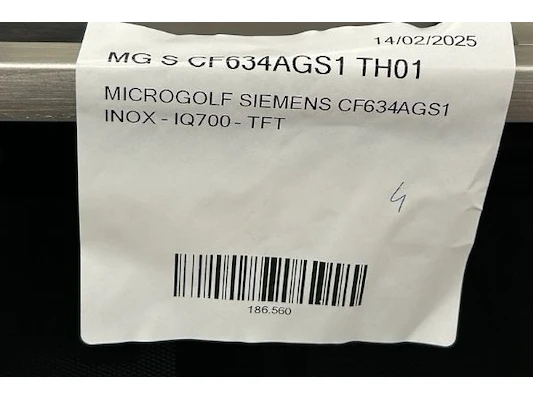 14/02/2025
MG S CF634AGS1 TH01
MICROGOLF SIEMENS CF634AGS1
INOX - IQ700 - TFT
4
186.560